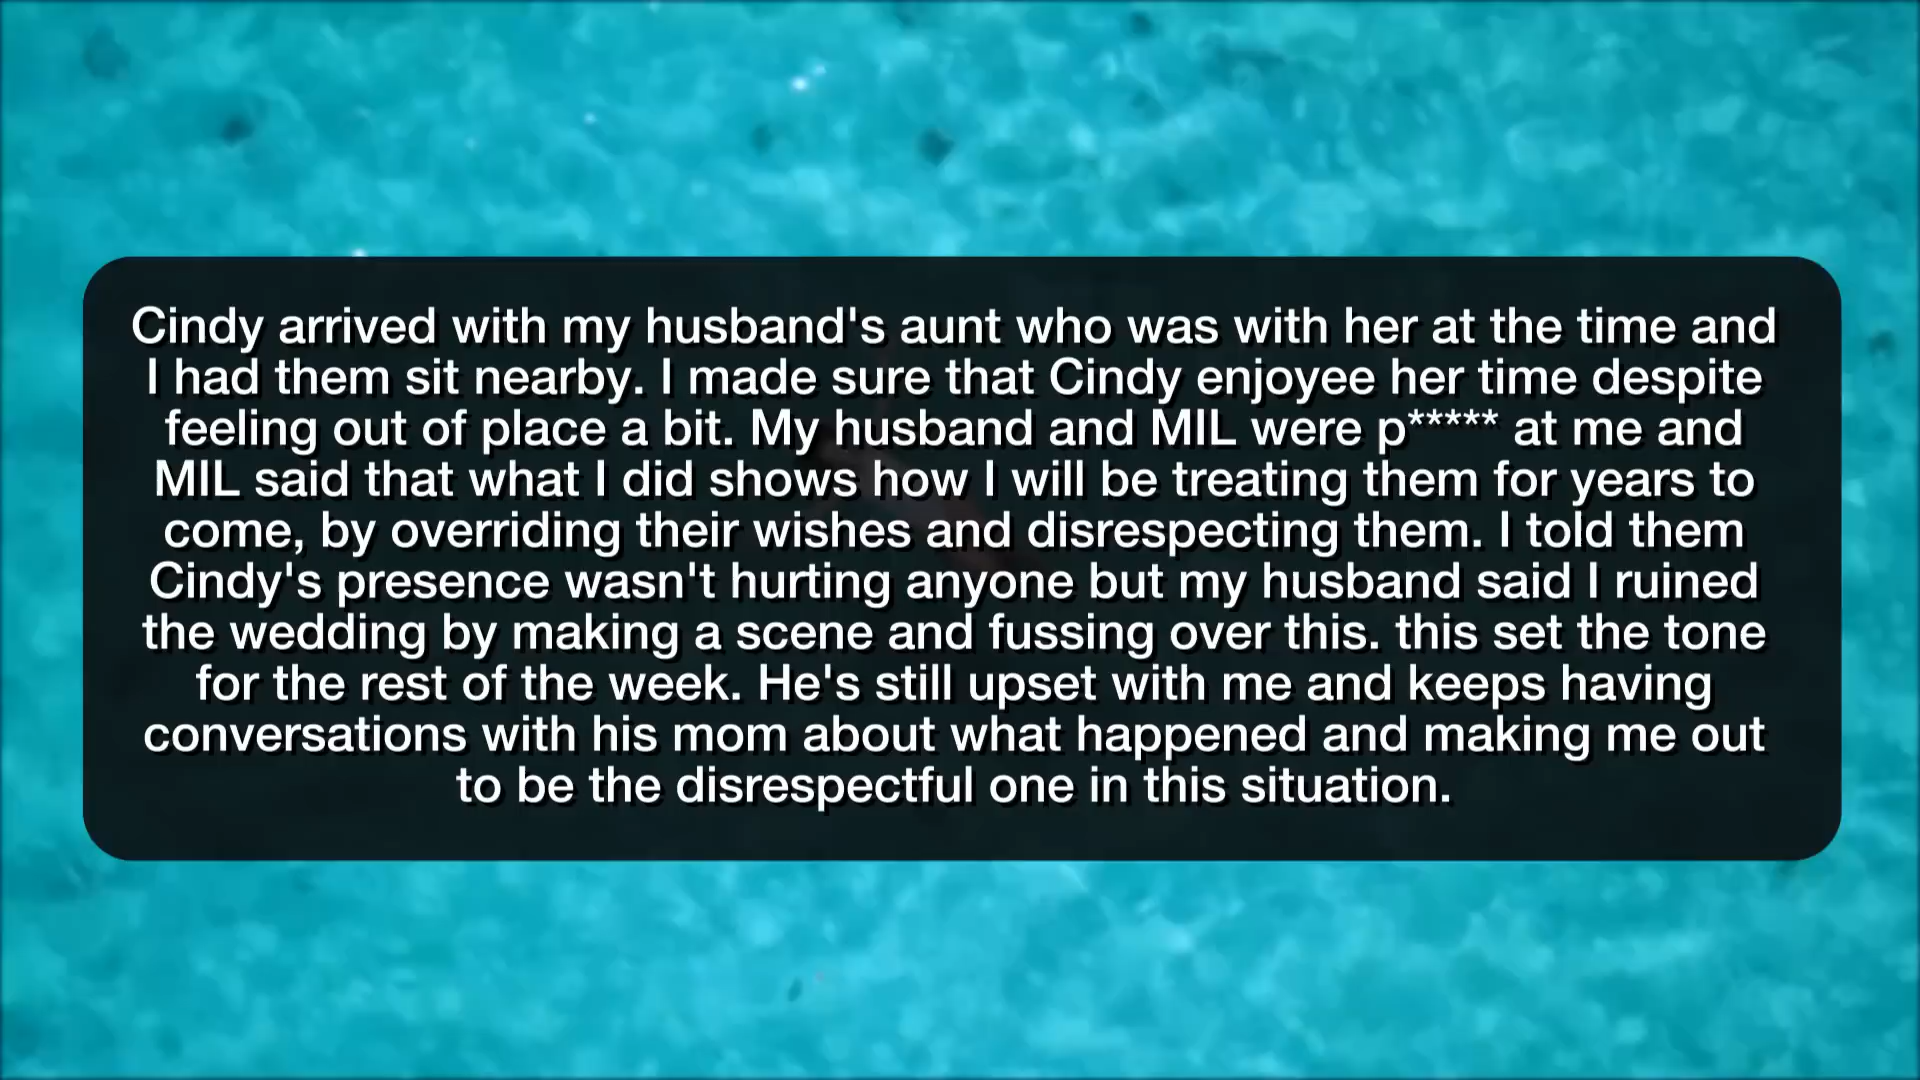 Cindy arrived with my husband's aunt who was with her at the time and
I had them sit nearby. I made sure that Cindy enjoyee her time despite
feeling out of place a bit. My husband and MIL were p***** at me and
MIL said that what I did shows how I will be treating them for years to
come, by overriding their wishes and disrespecting them. I told them
Cindy's presence wasn't hurting anyone but my husband said I ruined
the wedding by making a scene and fussing over this. this set the tone
for the rest of the week. He's still upset with me and keeps having
conversations with his mom about what happened and making me out
to be the disrespectful one in this situation.